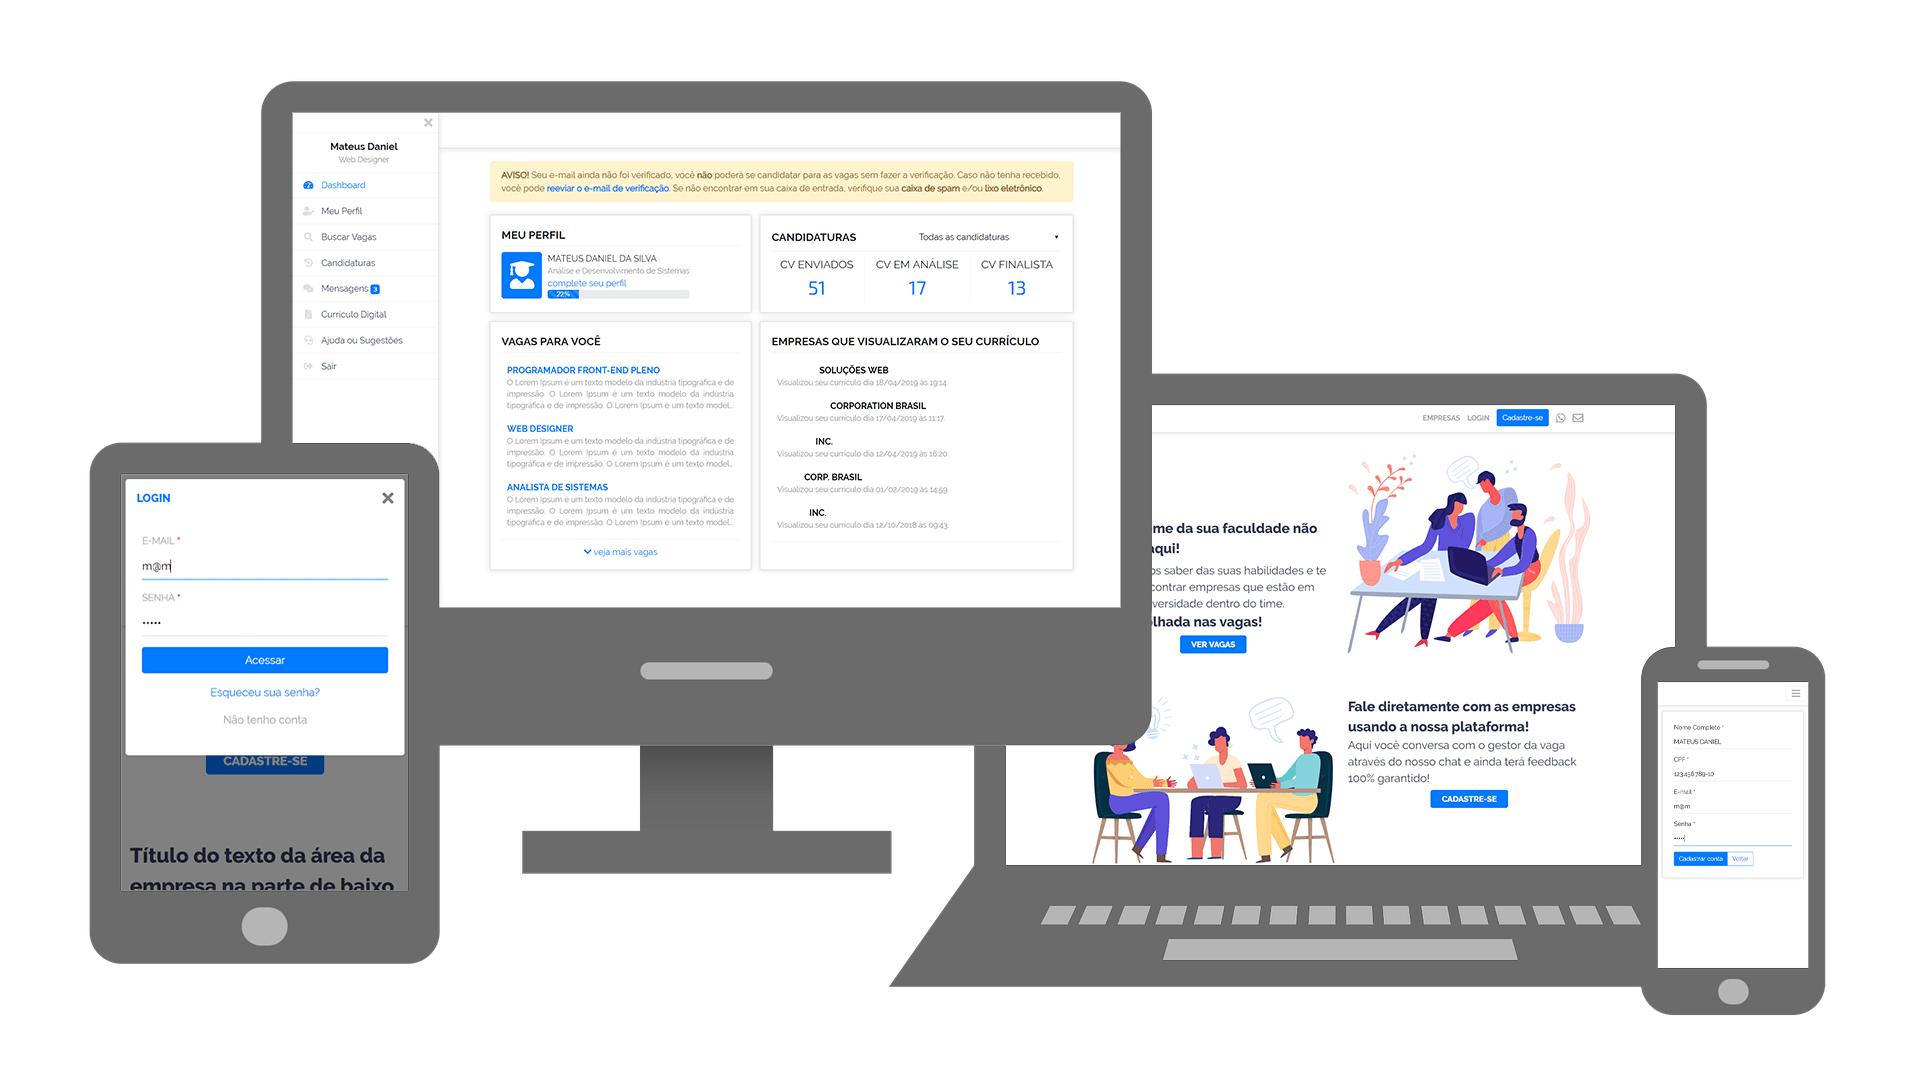 Mateus Daniel
Web Designer
Dashboard
Meu Perfil
Buscar Vagas
Candidaturas
Mensagens 3
Curriculo Digital
Ajuda ou Sugestões
Sair
AVISO! Seu e-mail ainda não foi verificado, você não poderá se candidatar para as vagas sem fazer a verificação. Caso não tenha recebido,
você pode reeviar o e-mail de verificação. Se não encontrar em sua caixa de entrada, verifique sua caixa de spam e/ou lixo eletrônico.
MEU PERFIL
MATEUS DANIEL DA SILVA
Análise e Desenvolvimento de Sistemas
complete seu perfil
22%
CANDIDATURAS
Todas as candidaturas
CV ENVIADOS CV EM ANÁLISE CV FINALISTA
51 17 13
VAGAS PARA VOCÊ
PROGRAMADOR FRONT-END PLENO
O Lorem Ipsum é um texto modelo da indústria tipográfica e de
impressão. O Lorem Ipsum é um texto modelo da indústria
tipográfica e de impressão. O Lorem Ipsum é um texto model..
WEB DESIGNER
O Lorem Ipsum é um texto modelo da indústria tipográfica e de
impressão. O Lorem Ipsum é um texto modelo da indústria
tipográfica e de impressão. O Lorem Ipsum é um texto model..
ANALISTA DE SISTEMAS
O Lorem Ipsum é um texto modelo da indústria tipográfica e de
impressão. O Lorem Ipsum é um texto modelo da indústria
tipográfica e de impressão. O Lorem Ipsum é um texto model..
veja mais vagas
EMPRESAS QUE VISUALIZARAM O SEU CURRÍCULO
SOLUÇÕES WEB
Visualizou seu curriculo dia 18/04/2019 às 19:14.
CORPORATION BRASIL
Visualizou seu curriculo dia 17/04/2019 às 11:17.
INC.
Visualizou seu curriculo dia 12/04/2019 às 16:20.
CORP. BRASIL
Visualizou seu curriculo dia 01/02/2019 às 14:59.
INC.
Visualizou seu curriculo dia 12/10/2018 às 09:43.
LOGIN
E-MAIL *
m@m
SENHA *
•••••
Acessar
Esqueceu sua senha?
Não tenho conta
CADASTRE-SE
Título do texto da área da
empresa na parte de baixo
EMPRESAS LOGIN Cadastre-se
me da sua faculdade não
aqui!
os saber das suas habilidades e te
contrar empresas que estão em
versidade dentro do time.
olhada nas vagas!
VER VAGAS
Fale diretamente com as empresas
usando a nossa plataforma!
Aqui você conversa com o gestor da vaga
através do nosso chat e ainda terá feedback
100% garantido!
CADASTRE-SE
Nome Completo *
MATEUS DANIEL
CPF *
123.456.789-10
E-mail *
m@m
Senha *
•••••
Cadastrar conta Voltar